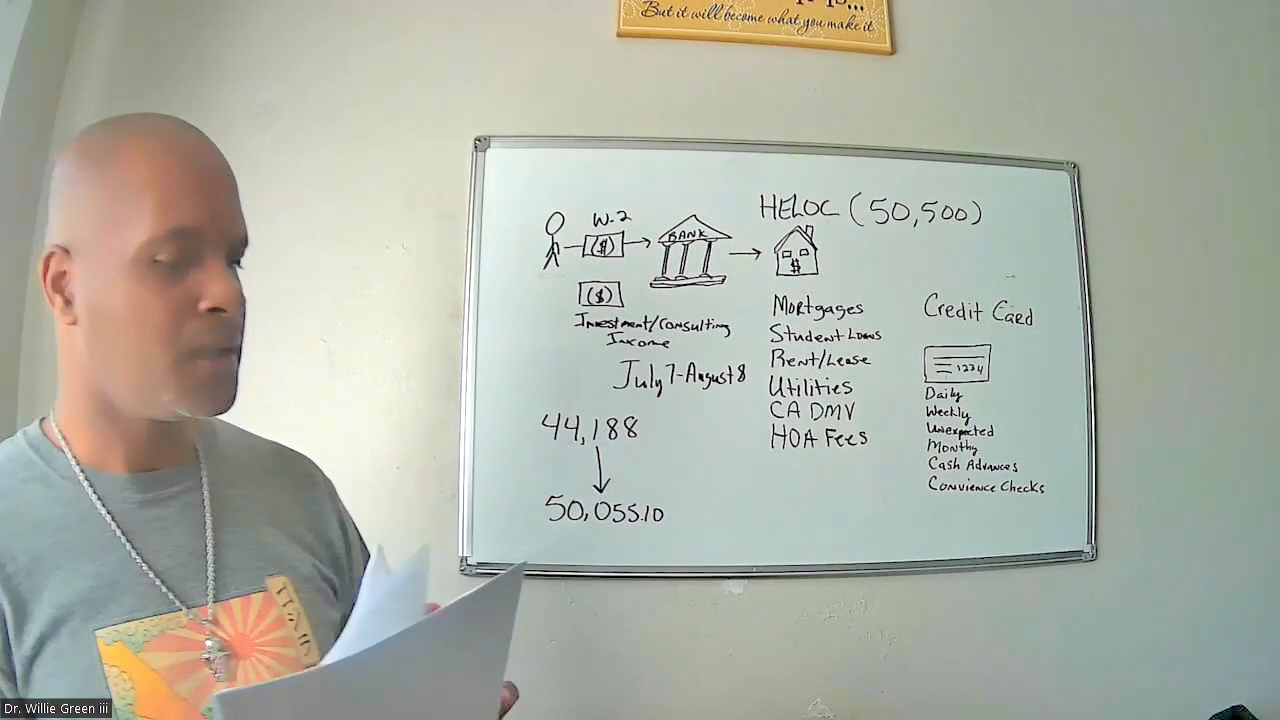 But it will become what you make it
HELOC (50,500)
W-2
($)
BANK
$
($)
Investment/Consulting
Income
July 7-August 8
44,188
50,055.10
Mortgages
Student Loans
Rent/Lease
Utilities
CA DMV
HOA Fees
Credit Card
1234
Daily
Weekly
Unexpected
Monthy
Cash Advances
Convience Checks
Dr. Willie Green iii